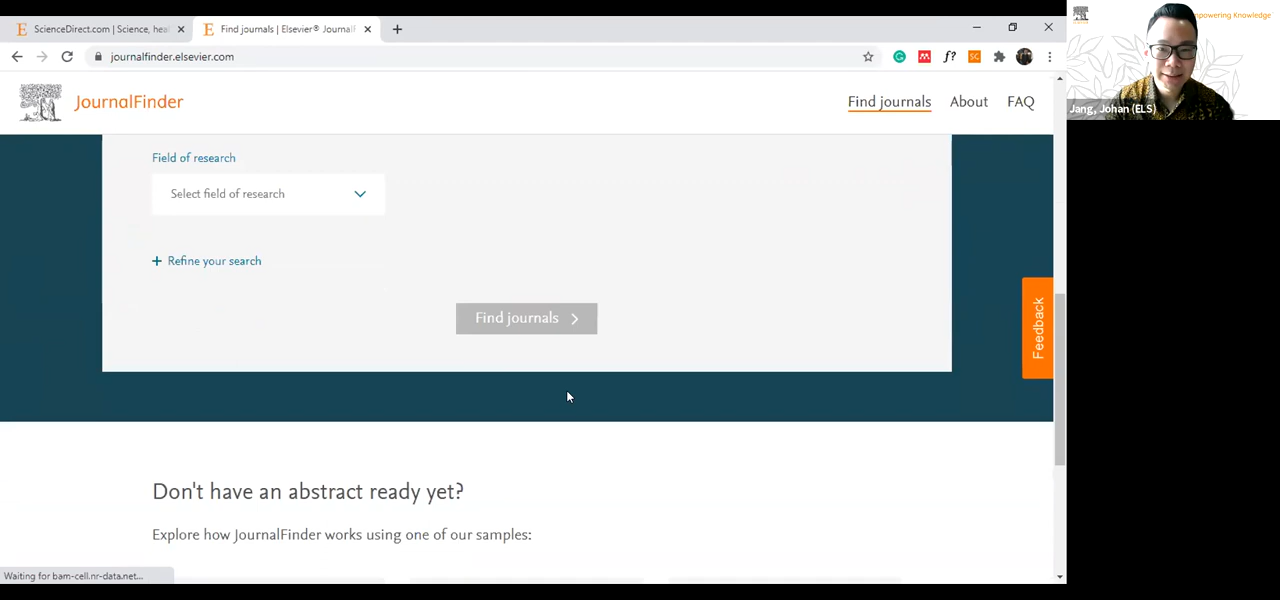 ScienceDirect.com | Science, hea
Find journals | Elsevier® Journal
journalfinder.elsevier.com
JournalFinder
Find journals
About
FAQ
Field of research
Select field of research
+ Refine your search
Find journals
Feedback
Don't have an abstract ready yet?
Explore how JournalFinder works using one of our samples:
Waiting for bam-cell.nr-data.net...
mpowering Knowledge
Jang, Johan (ELS)